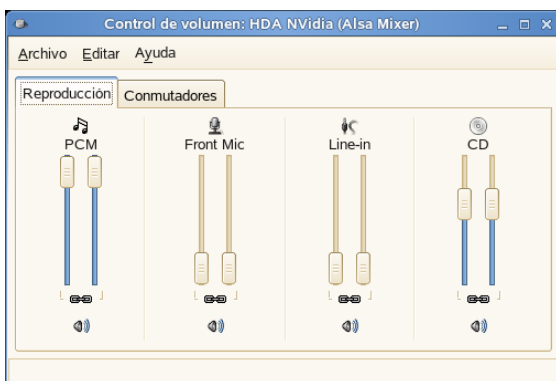 Control de volumen: HDA NVidia (Alsa Mixer)
Archivo Editar Ayuda
Reproducción Conmutadores
PCM Front Mic Line-in CD